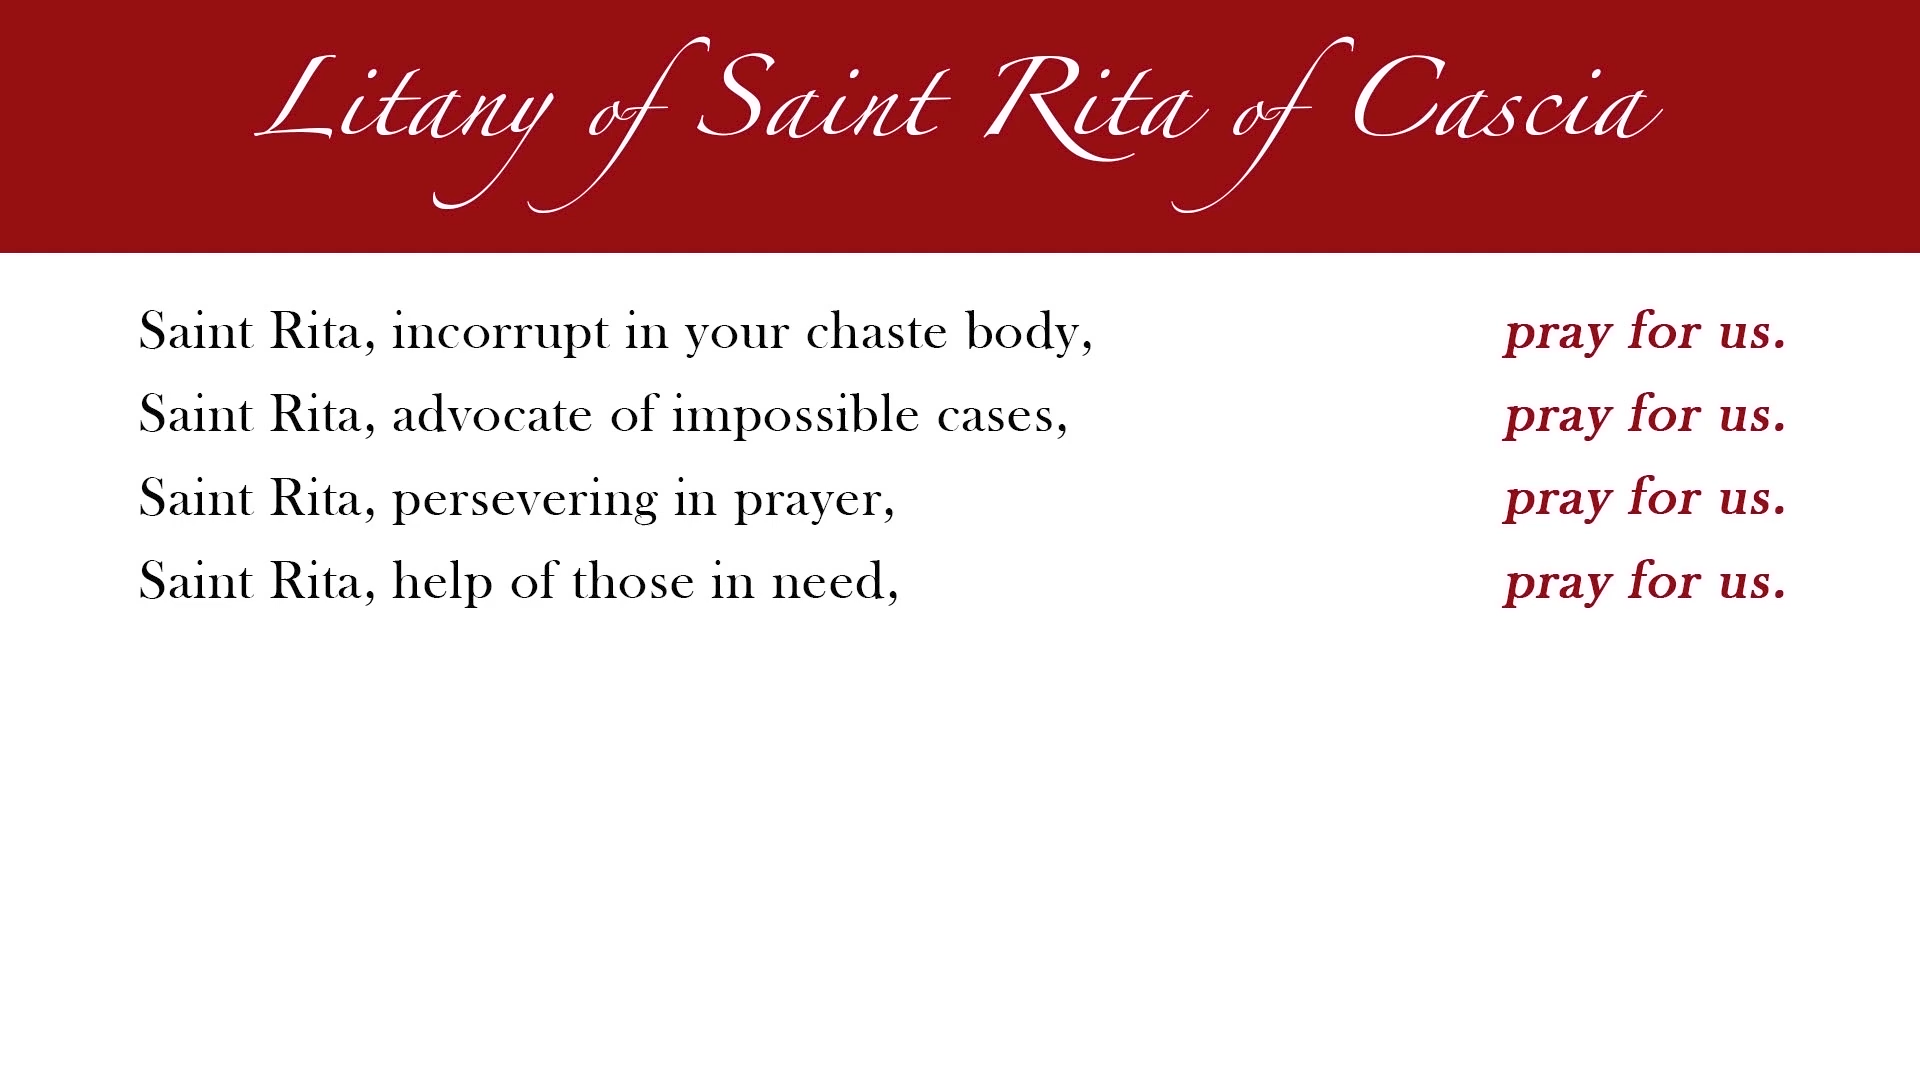 Litany of Saint Rita of Cascia
Saint Rita, incorrupt in your chaste body, pray for us.
Saint Rita, advocate of impossible cases, pray for us.
Saint Rita, persevering in prayer, pray for us.
Saint Rita, help of those in need, pray for us.